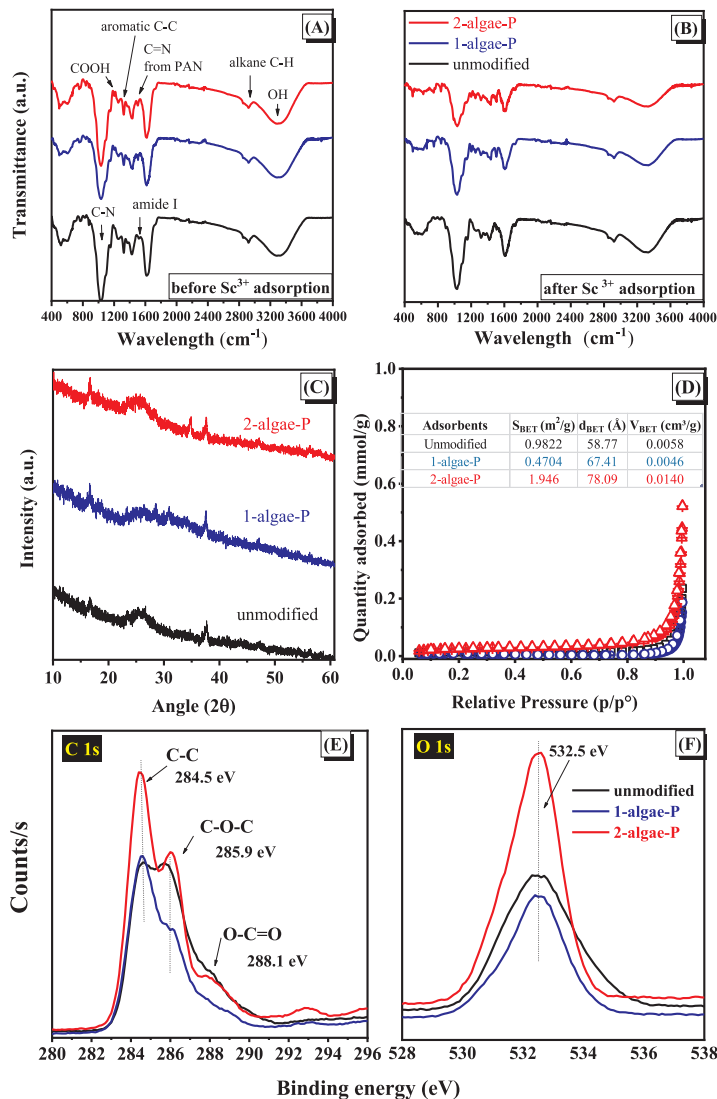 (A)
aromatic C-C
C=N
from PAN
COOH
alkane C-H
OH
C-N
amide I
before Sc³⁺ adsorption
Transmittance (a.u.)
400 800 1200 1600 2000 2400 2800 3200 3600 4000
Wavelength (cm⁻¹)
(B)
2-algae-P
1-algae-P
unmodified
after Sc³⁺ adsorption
Transmittance (a.u.)
400 800 1200 1600 2000 2400 2800 3200 3600 4000
Wavelength (cm⁻¹)
(C)
2-algae-P
1-algae-P
unmodified
Intensity (a.u.)
10 20 30 40 50 60
Angle (2θ)
(D)
Adsorbents S_BET (m²/g) d_BET (Å) V_BET (cm³/g)
Unmodified 0.9822 58.77 0.0058
1-algae-P 0.4704 67.41 0.0046
2-algae-P 1.946 78.09 0.0140
Quantity adsorbed (mmol/g)
1.0
0.8
0.6
0.4
0.2
0.0
0.0 0.2 0.4 0.6 0.8 1.0
Relative Pressure (p/p°)
C 1s
(E)
C-C
284.5 eV
C-O-C
285.9 eV
O-C=O
288.1 eV
Counts/s
280 282 284 286 288 290 292 294 296
O 1s
(F)
532.5 eV
unmodified
1-algae-P
2-algae-P
528 530 532 534 536 538
Binding energy (eV)